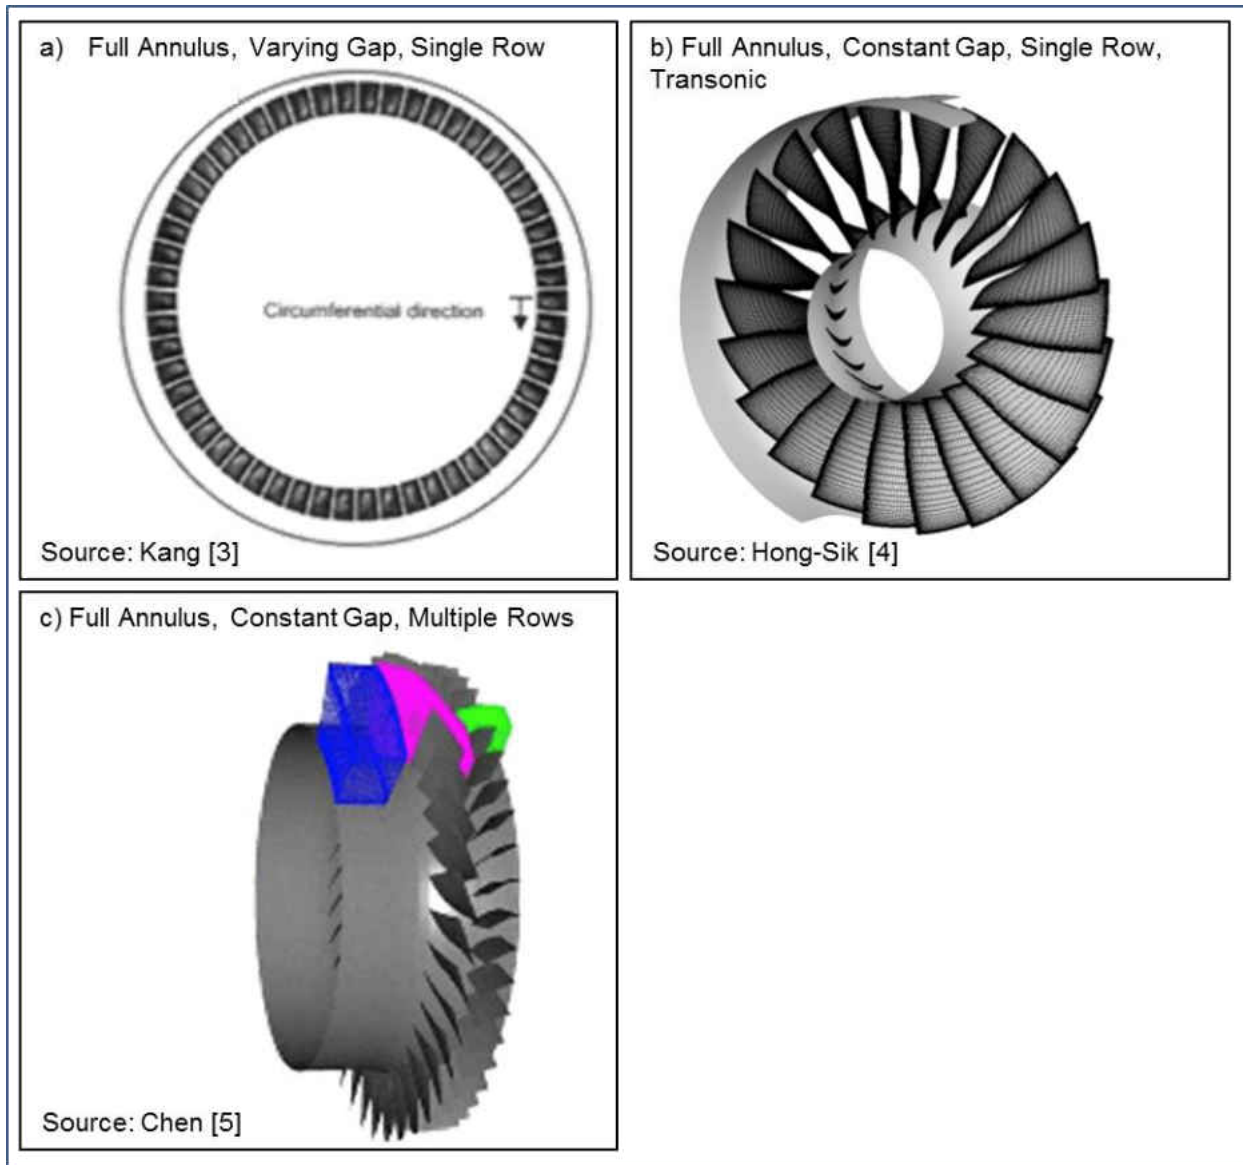 a) Full Annulus, Varying Gap, Single Row
Circumferential direction
Source: Kang [3]
b) Full Annulus, Constant Gap, Single Row,
Transonic
Source: Hong-Sik [4]
c) Full Annulus, Constant Gap, Multiple Rows
Source: Chen [5]